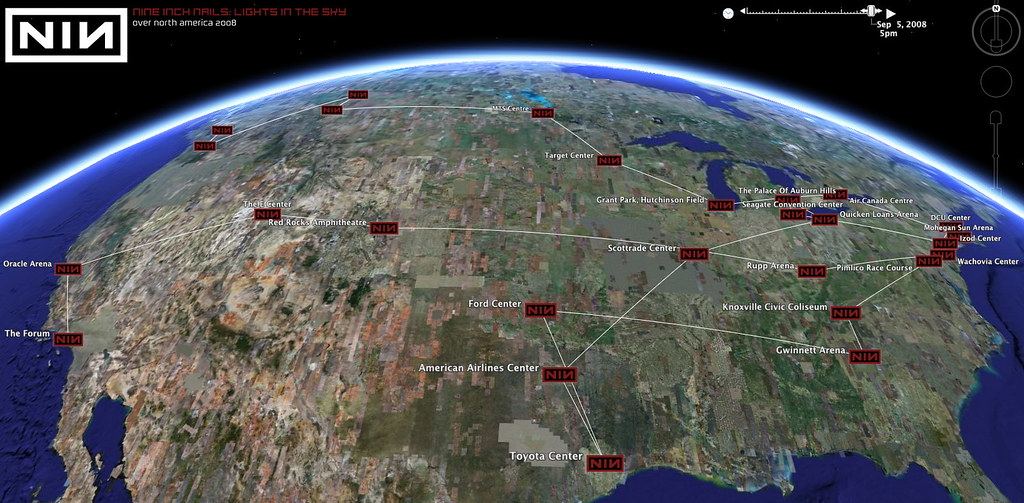 NIN
NINE INCH NAILS: LIGHTS IN THE SKY
over north america 2008
Sep 5, 2008
5pm
N
NIN
NIN
NIN
NIN
MTS Centre
NIN
Target Center
NIN
Grant Park, Hutchinson Field
NIN
The Palace Of Auburn Hills
Air Canada Centre
Seagate Convention Center
NIN
Quicken Loans Arena
NIN
The E Center
NIN
Red Rocks Amphitheatre
NIN
DCU Center
Mohegan Sun Arena
Izod Center
NIN
Wachovia Center
Scottrade Center
NIN
Rupp Arena
NIN
Pimlico Race Course
NIN
Oracle Arena
NIN
Ford Center
NIN
Knoxville Civic Coliseum
NIN
The Forum
NIN
Gwinnett Arena
NIN
American Airlines Center
NIN
Toyota Center
NIN